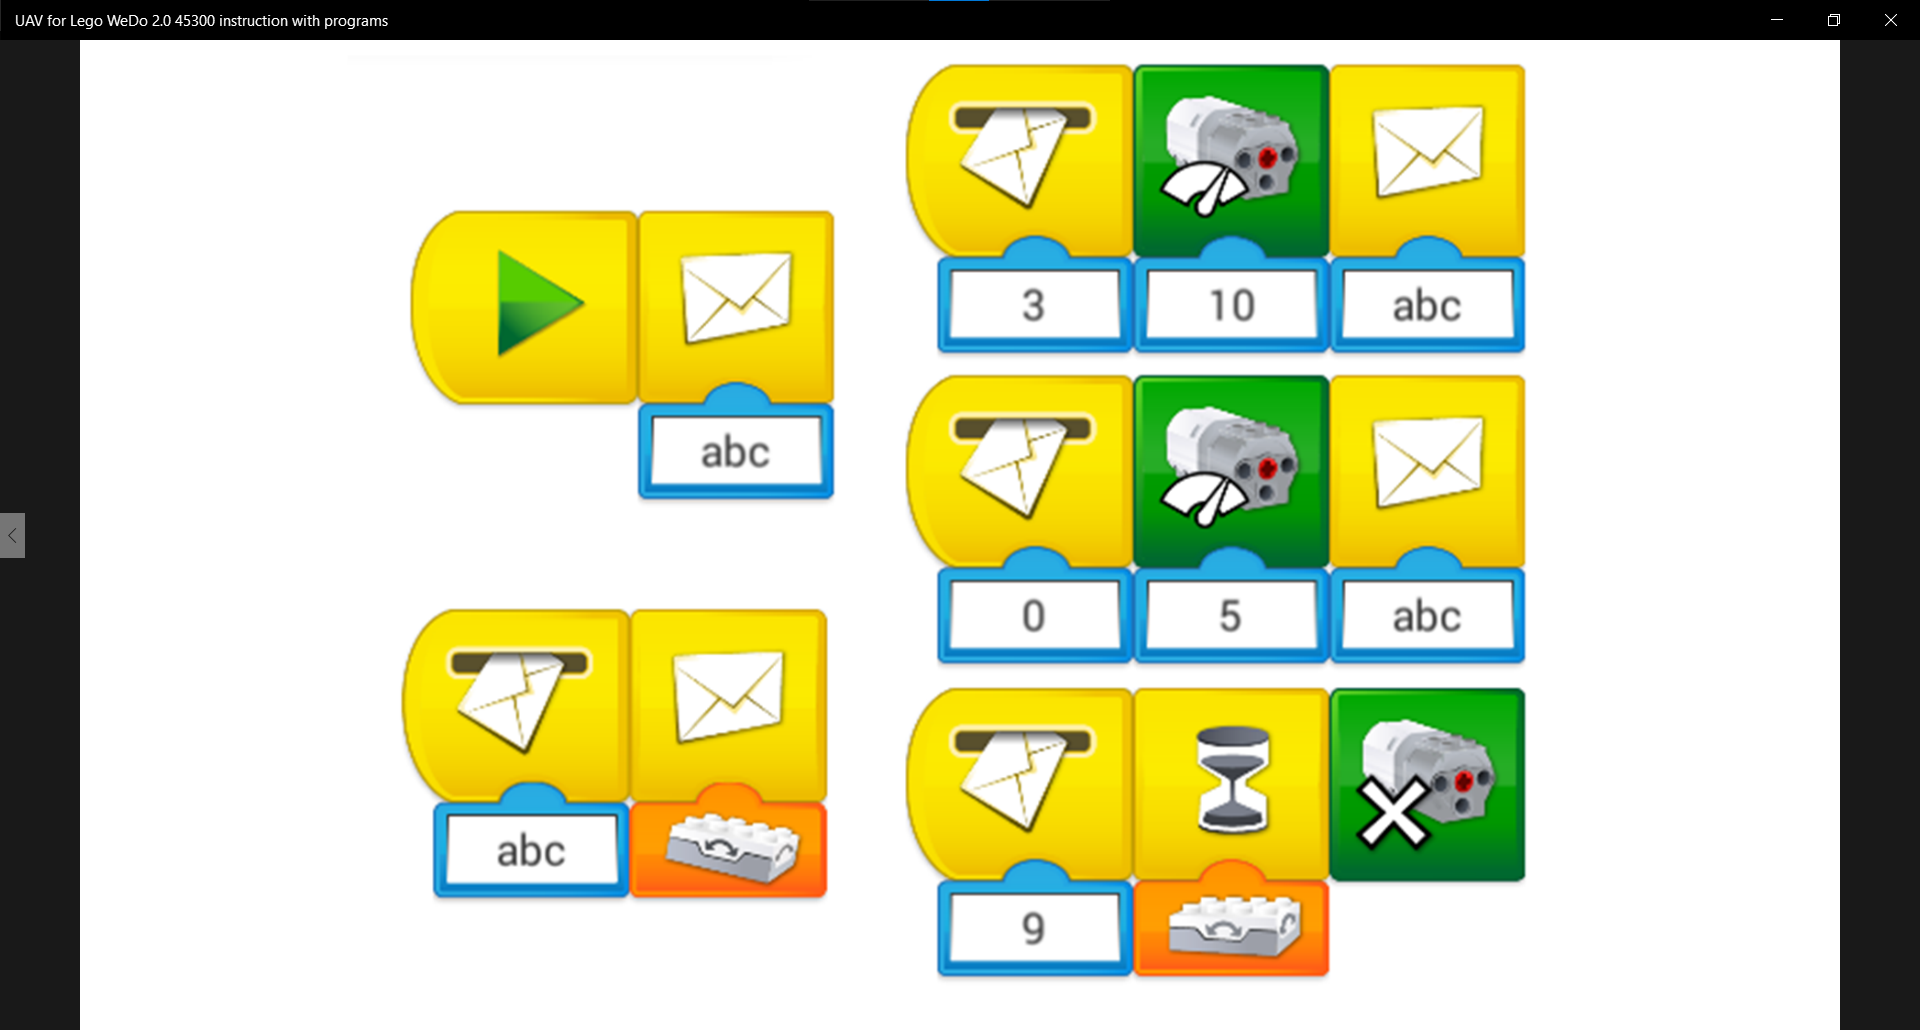 UAV for Lego WeDo 2.0 45300 instruction with programs
abc
abc
3 10 abc
0 5 abc
9